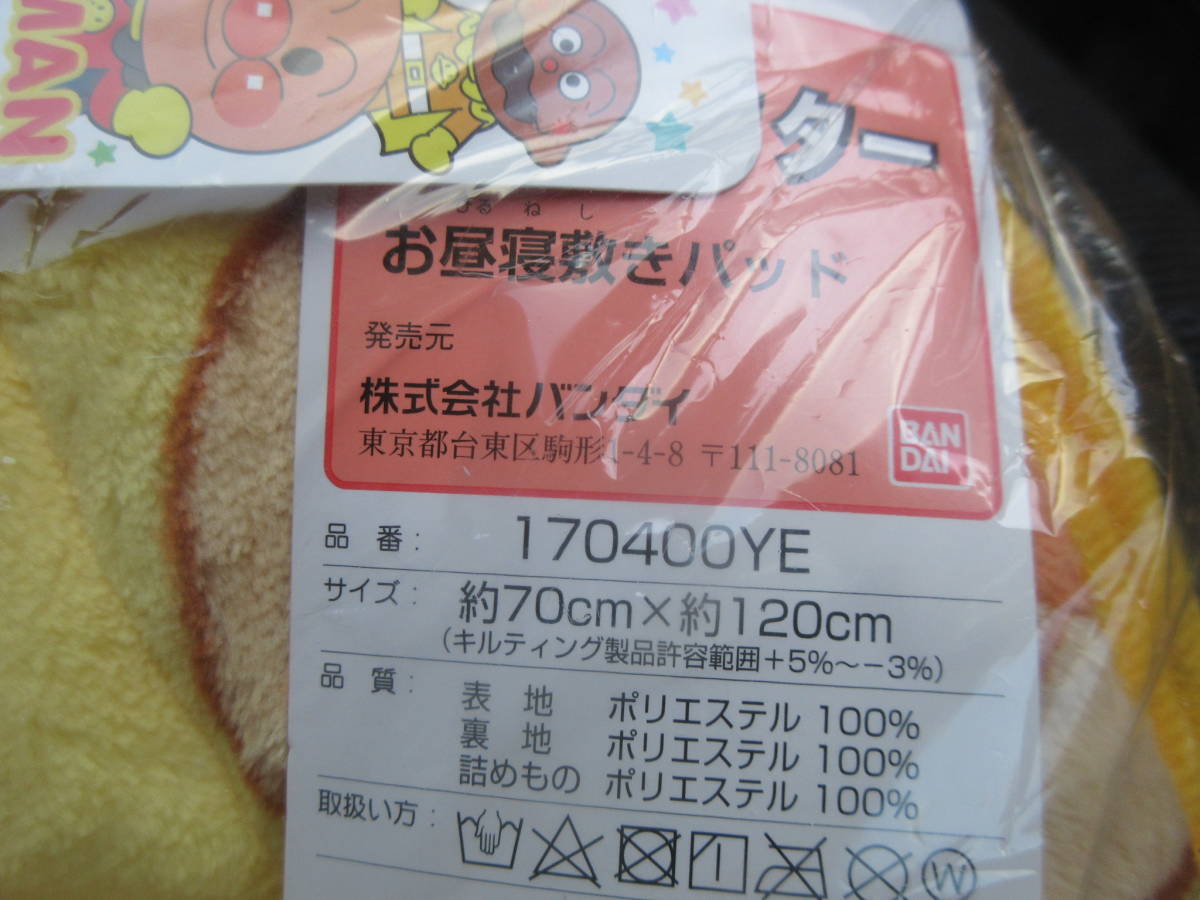 MAN
ター
るねし
お昼寝敷きパッド
発売元
株式会社バンダイ
東京都台東区駒形1-4-8 〒111-8081
BAN
DAI
品番: 170400YE
サイズ: 約70cm×約120cm
(キルティング製品許容範囲+5%~-3%)
品質: 表地 ポリエステル 100%
裏地 ポリエステル 100%
詰めもの ポリエステル 100%
取扱い方:
W